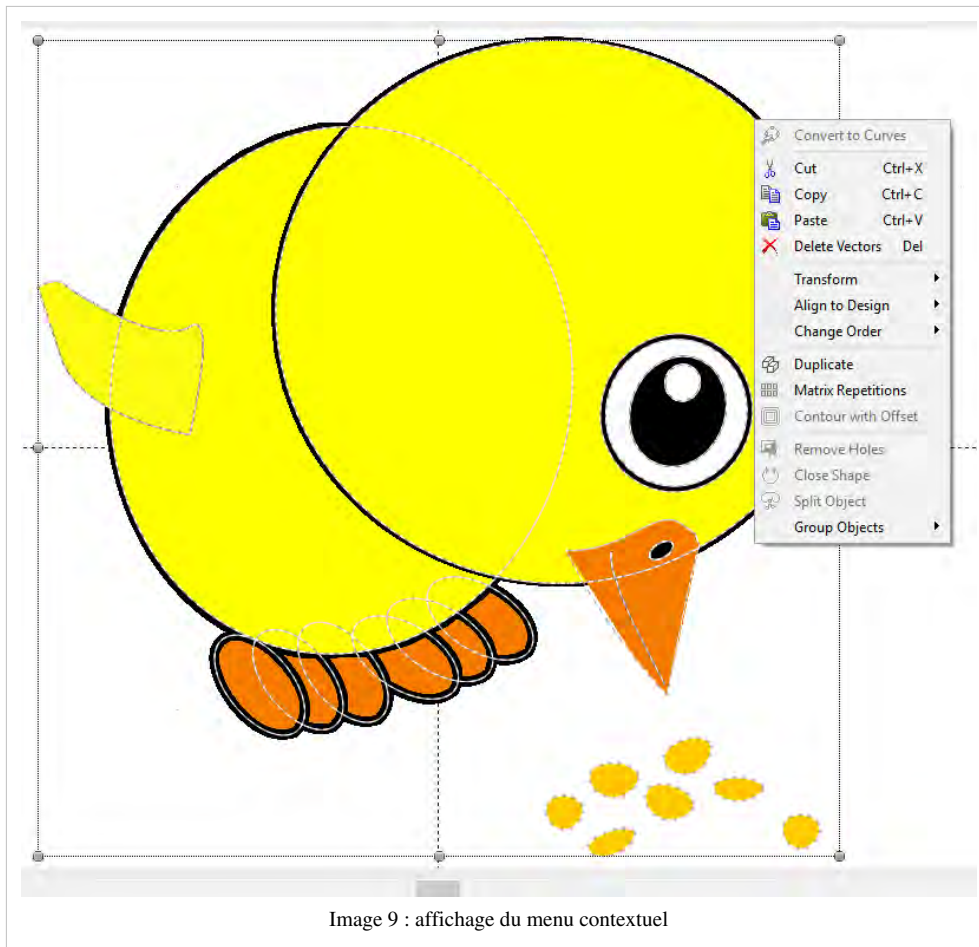 Convert to Curves
Cut Ctrl+X
Copy Ctrl+C
Paste Ctrl+V
Delete Vectors Del
Transform
Align to Design
Change Order
Duplicate
Matrix Repetitions
Contour with Offset
Remove Holes
Close Shape
Split Object
Group Objects
Image 9 : affichage du menu contextuel